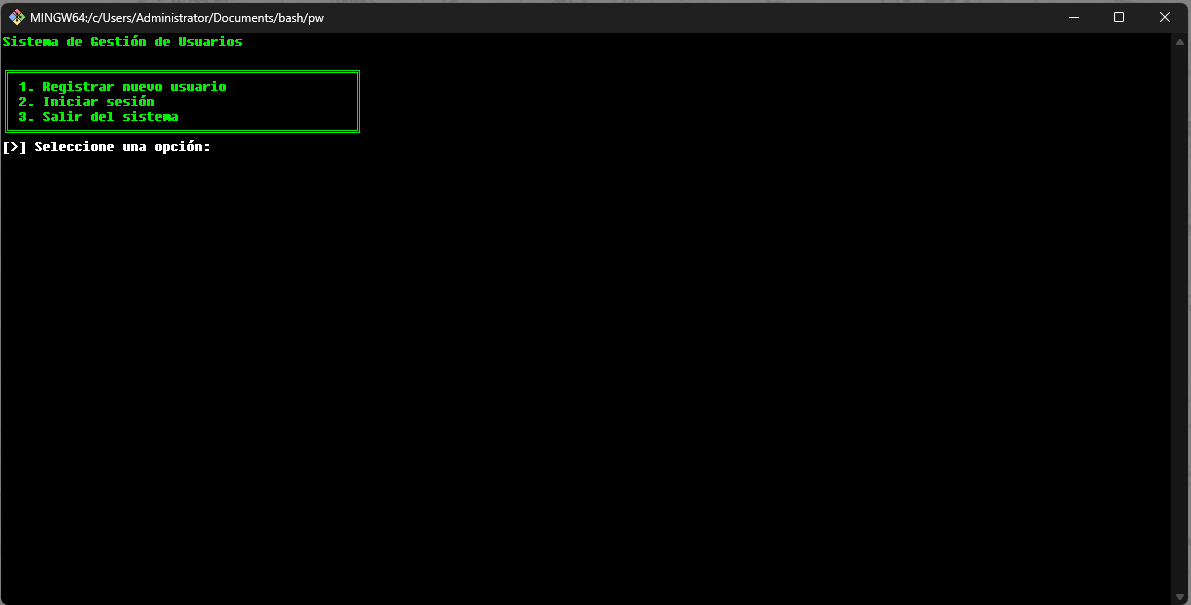 MINGW64:/c/Users/Administrator/Documents/bash/pw
Sistema de Gestión de Usuarios
1. Registrar nuevo usuario
2. Iniciar sesión
3. Salir del sistema
[>] Seleccione una opción: